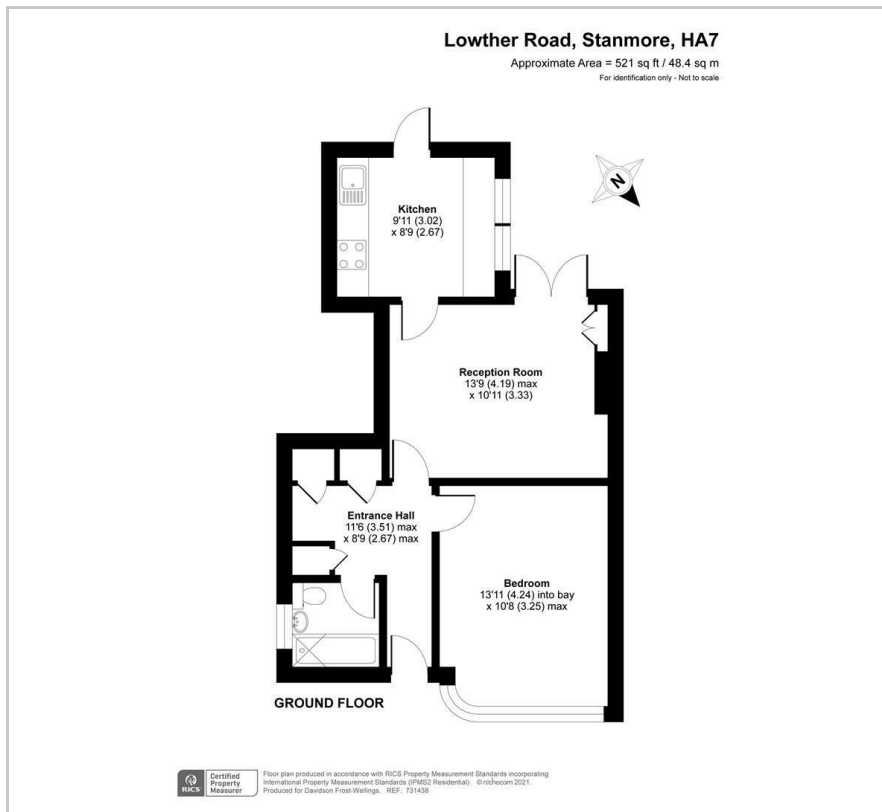 Lowther Road, Stanmore, HA7
Approximate Area = 521 sq ft / 48.4 sq m
For identification only - Not to scale
N
Kitchen
9'11 (3.02)
x 8'9 (2.67)
Reception Room
13'9 (4.19) max
x 10'11 (3.33)
Entrance Hall
11'6 (3.51) max
x 8'9 (2.67) max
Bedroom
13'11 (4.24) into bay
x 10'8 (3.25) max
GROUND FLOOR
RICS
Certified
Property
Measurer
Floor plan produced in accordance with RICS Property Measurement Standards incorporating
International Property Measurement Standards (IPMS2 Residential). © nichecom 2021.
Produced for Davidson Frost-Wellings. REF: 731438